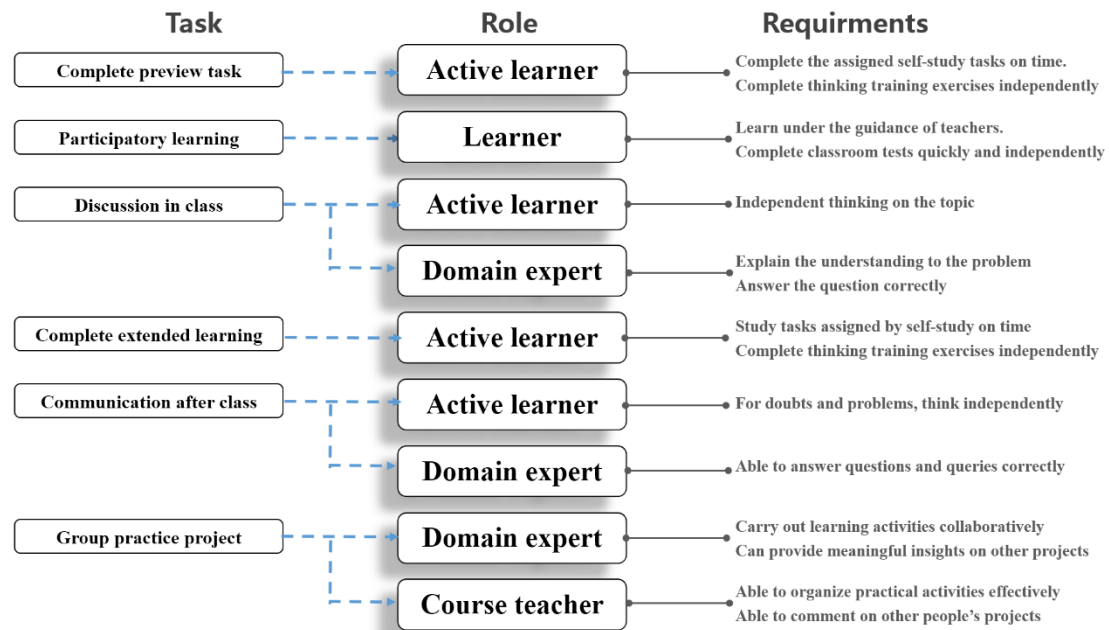 Task Role Requirments
Complete preview task
Active learner
Complete the assigned self-study tasks on time.
Complete thinking training exercises independently
Participatory learning
Learner
Learn under the guidance of teachers.
Complete classroom tests quickly and independently
Discussion in class
Active learner
Independent thinking on the topic
Domain expert
Explain the understanding to the problem
Answer the question correctly
Complete extended learning
Active learner
Study tasks assigned by self-study on time
Complete thinking training exercises independently
Communication after class
Active learner
For doubts and problems, think independently
Domain expert
Able to answer questions and queries correctly
Group practice project
Domain expert
Carry out learning activities collaboratively
Can provide meaningful insights on other projects
Course teacher
Able to organize practical activities effectively
Able to comment on other people's projects